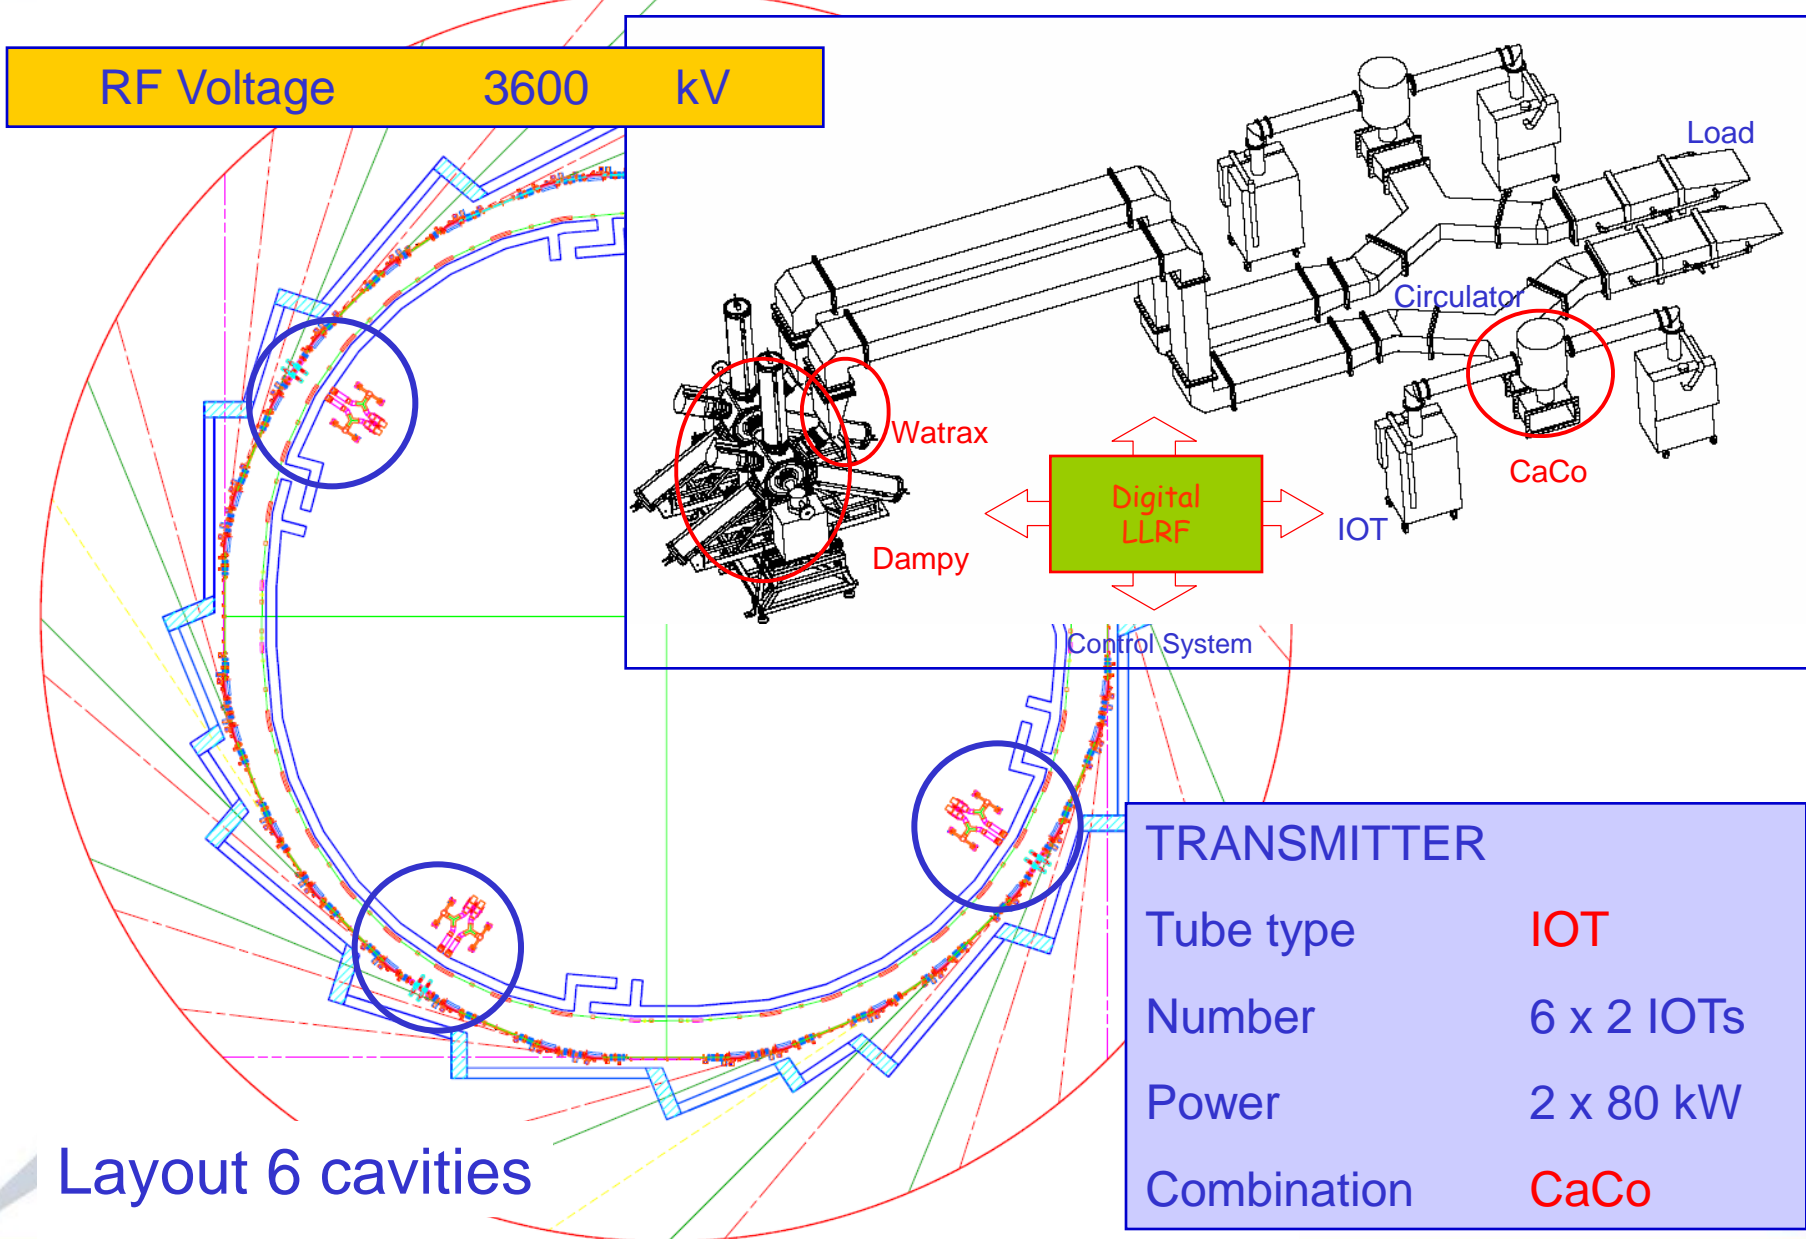 RF Voltage 3600 kV
Load
Circulator
Watrax
CaCo
Digital
LLRF
IOT
Dampy
Control System
TRANSMITTER
Tube type IOT
Number 6 x 2 IOTs
Power 2 x 80 kW
Combination CaCo
Layout 6 cavities